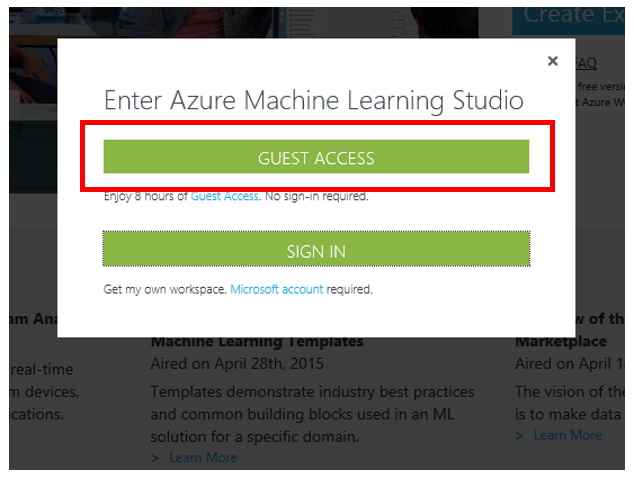 Create Ex
×
FAQ
free versi
t Azure Wo
Enter Azure Machine Learning Studio
GUEST ACCESS
Enjoy 8 hours of Guest Access. No sign-in required.
SIGN IN
Get my own workspace. Microsoft account required.
am Ana
real-time
m devices,
ications.
Machine Learning Templates
Aired on April 28th, 2015
Templates demonstrate industry best practices
and common building blocks used in an ML
solution for a specific domain.
> Learn More
w of th
Marketplace
Aired on April 1
The vision of the
is to make data
> Learn More